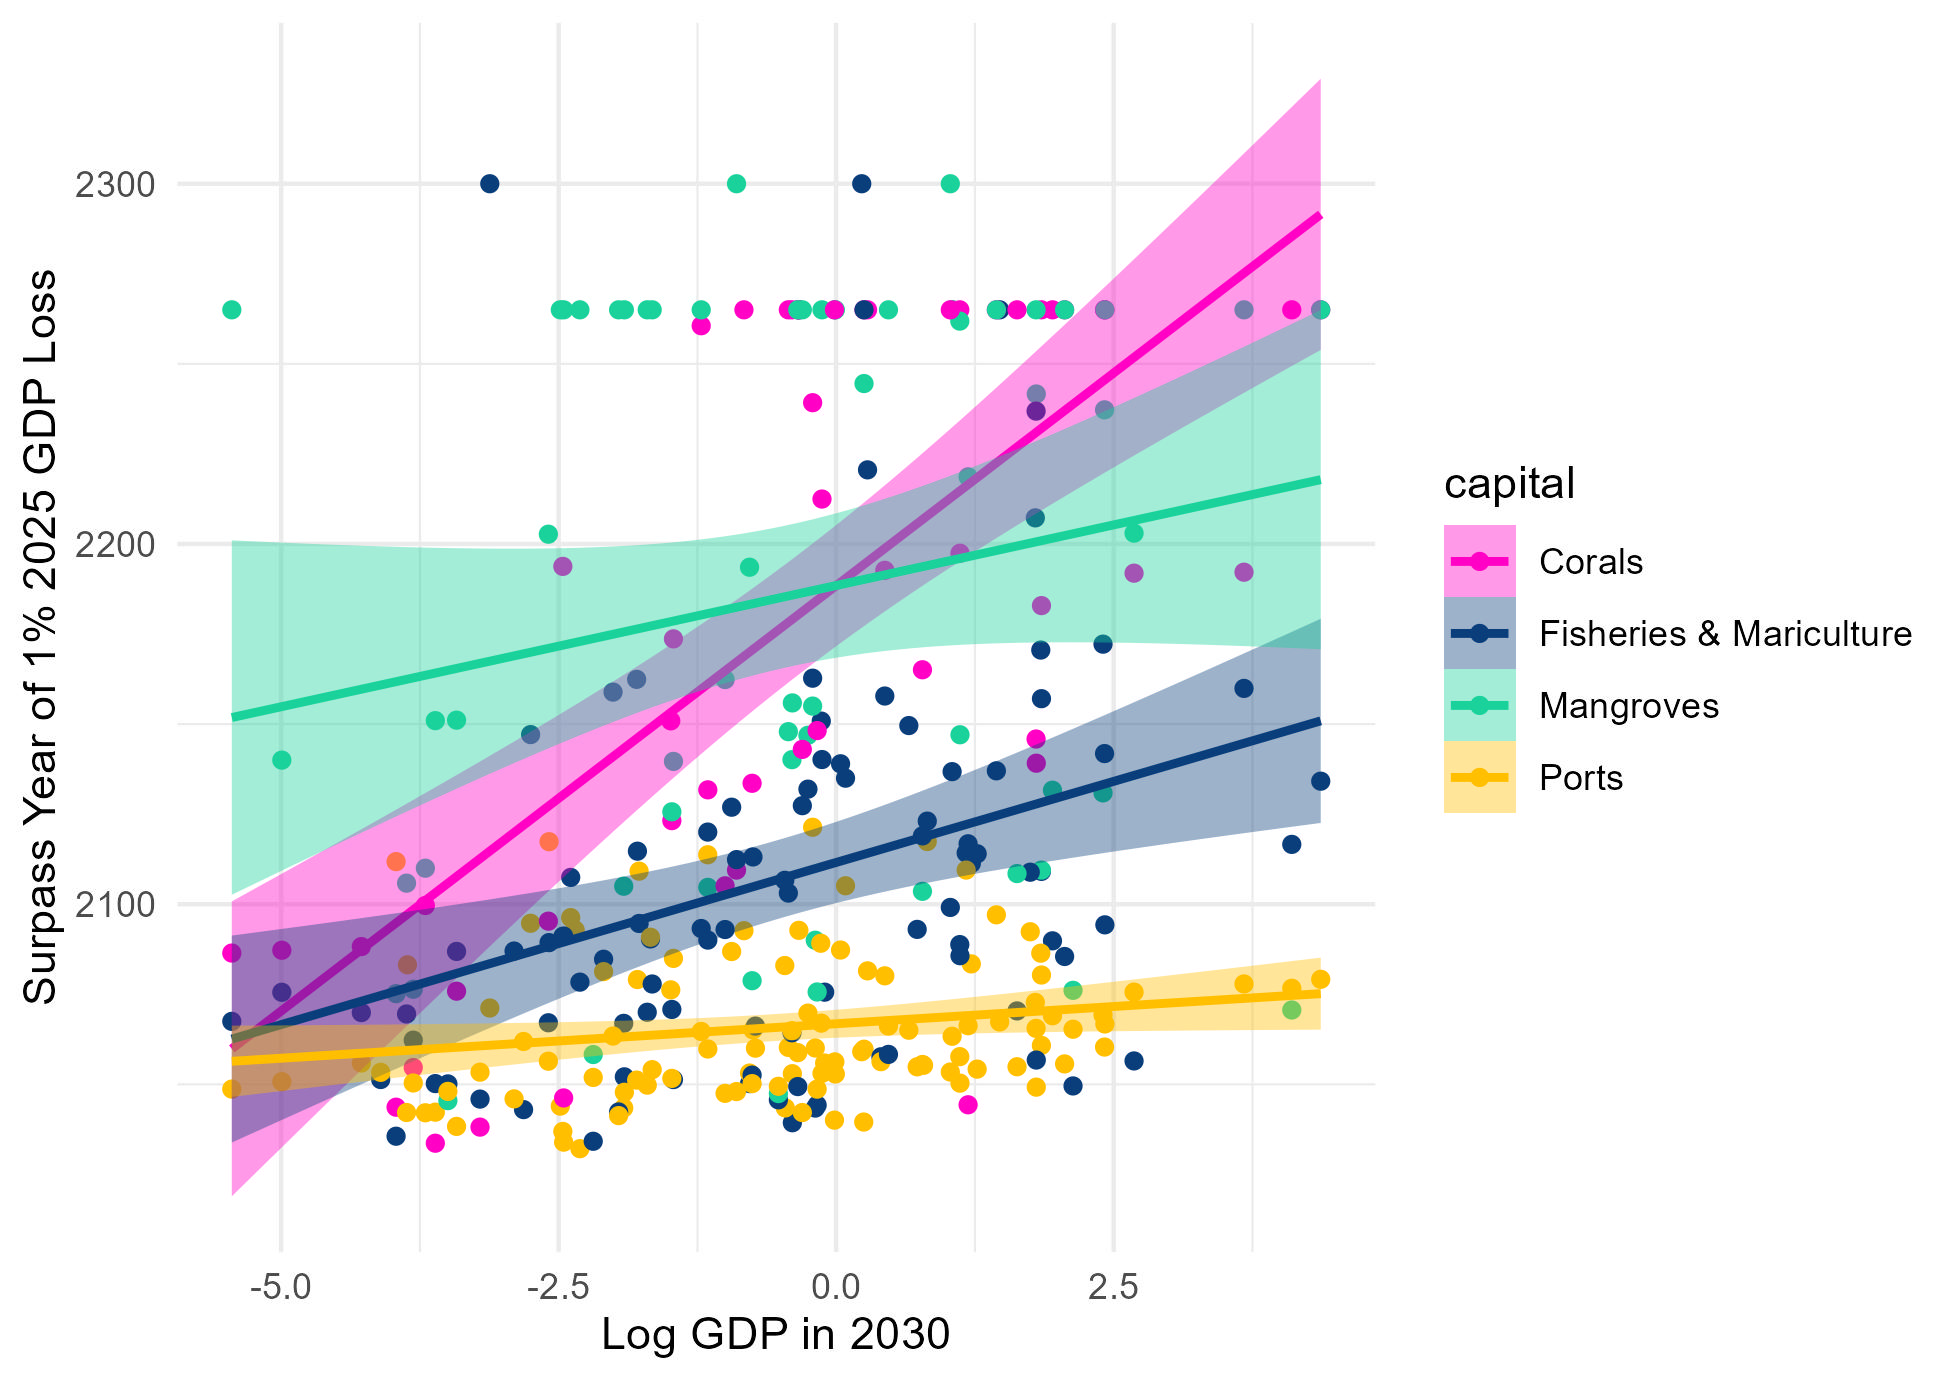 Surpass Year of 1% 2025 GDP Loss
2300
2200
2100
-5.0
-2.5
0.0
2.5
Log GDP in 2030
capital
Corals
Fisheries & Mariculture
Mangroves
Ports